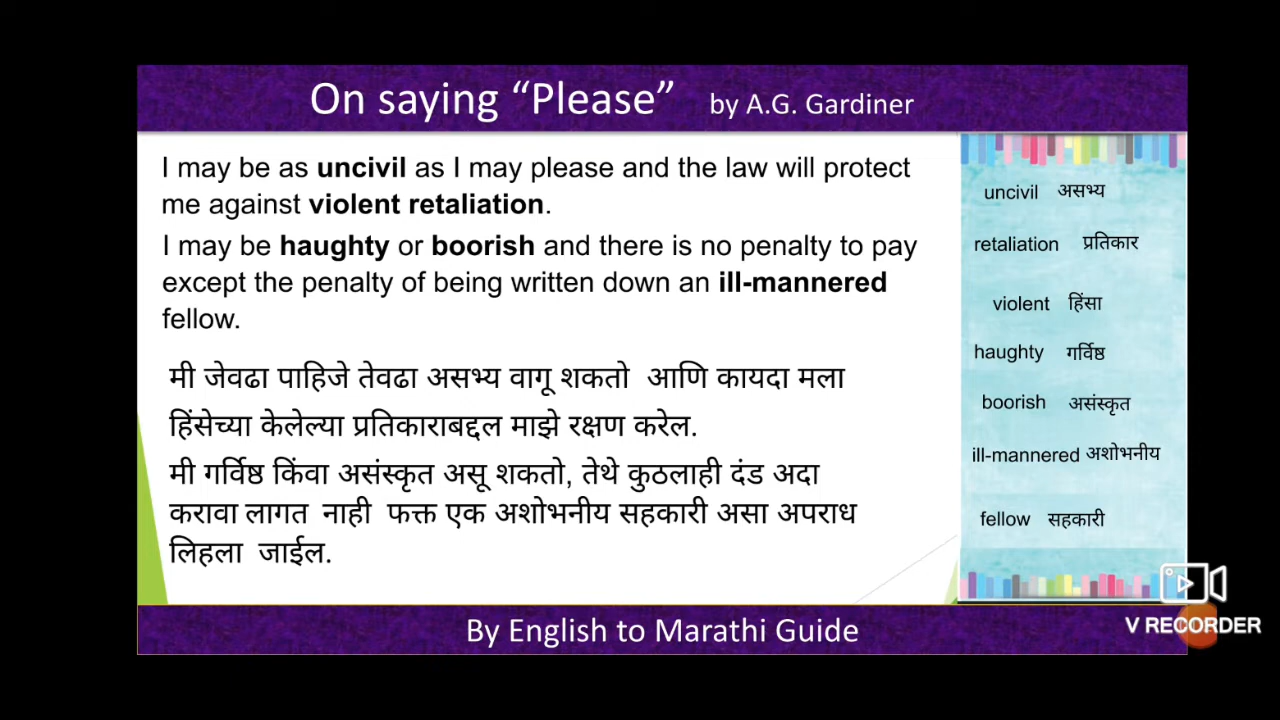 On saying “Please” by A.G. Gardiner
I may be as uncivil as I may please and the law will protect
me against violent retaliation.
I may be haughty or boorish and there is no penalty to pay
except the penalty of being written down an ill-mannered
fellow.
मी जेवढा पाहिजे तेवढा असभ्य वागू शकतो आणि कायदा मला
हिंसेच्या केलेल्या प्रतिकाराबद्दल माझे रक्षण करेल.
मी गर्विष्ठ किंवा असंस्कृत असू शकतो, तेथे कुठलाही दंड अदा
करावा लागत नाही फक्त एक अशोभनीय सहकारी असा अपराध
लिहला जाईल.
uncivil असभ्य
retaliation प्रतिकार
violent हिंसा
haughty गर्विष्ठ
boorish असंस्कृत
ill-mannered अशोभनीय
fellow सहकारी
By English to Marathi Guide
V RECORDER